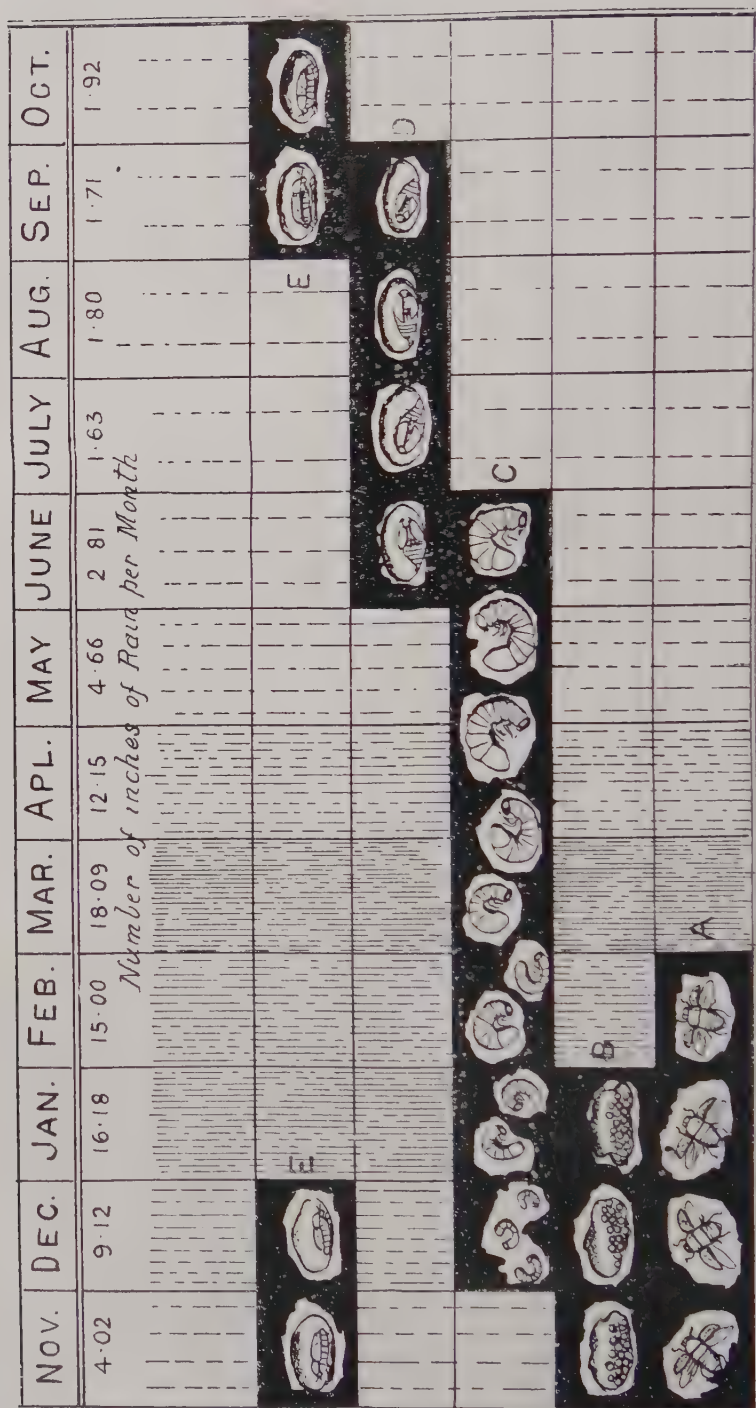 NOV. DEC. JAN. FEB. MAR. APL. MAY JUNE JULY AUG. SEP. OCT.
4·02 9·12 16·18 15·00 18·09 12·15 4·66 2 81 1·63 1·80 1·71 1·92
Number of inches of Rain per Month
E E
D
C
B
A